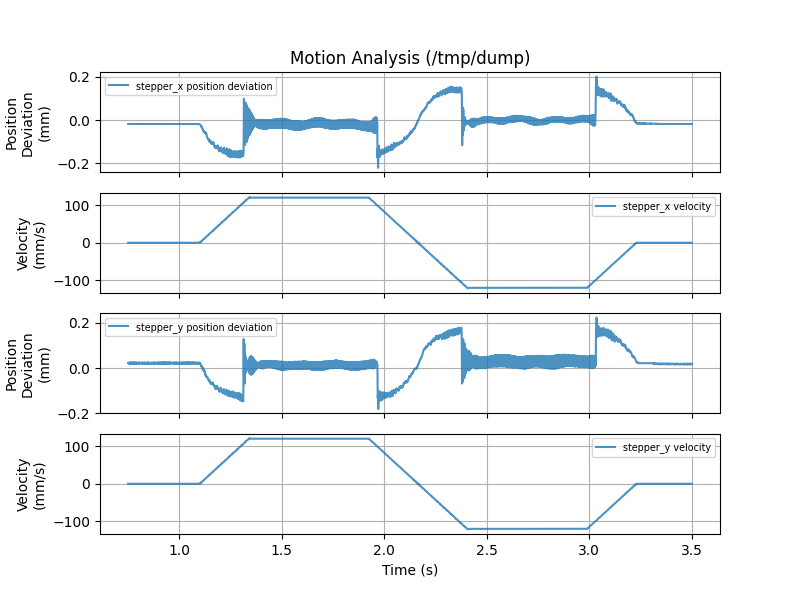 Motion Analysis (/tmp/dump)
Position
Deviation
(mm)
0.2
0.0
−0.2
stepper_x position deviation
Velocity
(mm/s)
100
0
−100
stepper_x velocity
Position
Deviation
(mm)
0.2
0.0
−0.2
stepper_y position deviation
Velocity
(mm/s)
100
0
−100
stepper_y velocity
1.0 1.5 2.0 2.5 3.0 3.5
Time (s)